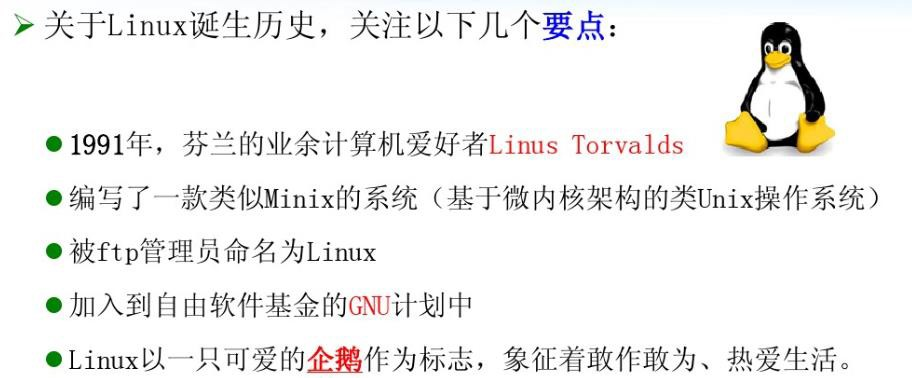 关于Linux诞生历史，关注以下几个要点：
1991年，芬兰的业余计算机爱好者Linus Torvalds
编写了一款类似Minix的系统（基于微内核架构的类Unix操作系统）
被ftp管理员命名为Linux
加入到自由软件基金的GNU计划中
Linux以一只可爱的企鹅作为标志，象征着敢作敢为、热爱生活。